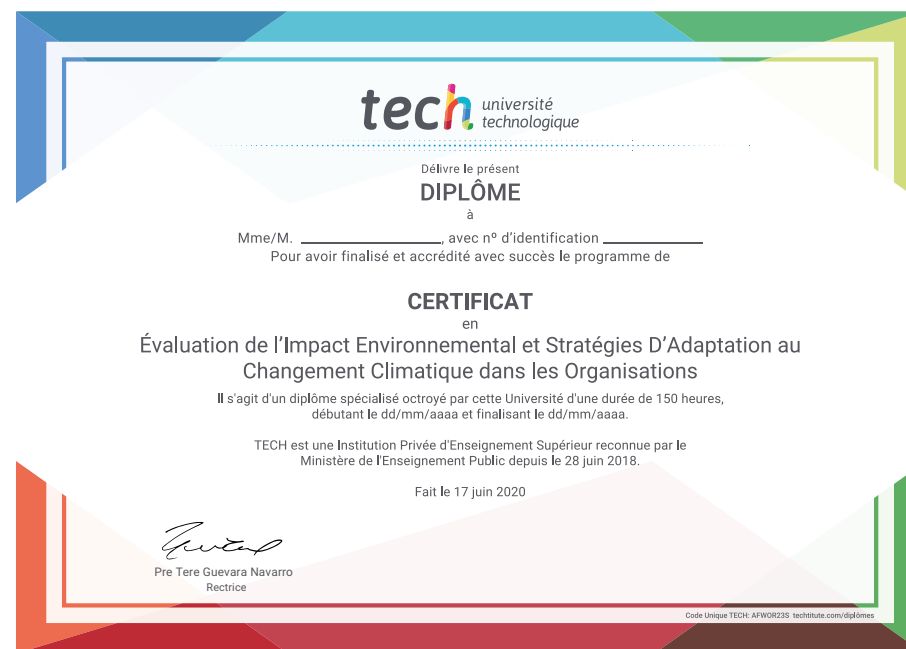 tech université
technologique
Délivre le présent
DIPLÔME
à
Mme/M. ____________________, avec nº d'identification ______________
Pour avoir finalisé et accrédité avec succès le programme de
CERTIFICAT
en
Évaluation de l'Impact Environnemental et Stratégies D'Adaptation au
Changement Climatique dans les Organisations
Il s'agit d'un diplôme spécialisé octroyé par cette Université d'une durée de 150 heures,
débutant le dd/mm/aaaa et finalisant le dd/mm/aaaa.
TECH est une Institution Privée d'Enseignement Supérieur reconnue par le
Ministère de l'Enseignement Public depuis le 28 juin 2018.
Fait le 17 juin 2020
Pre Tere Guevara Navarro
Rectrice
Code Unique TECH: AFWOR23S techtitute.com/diplômes